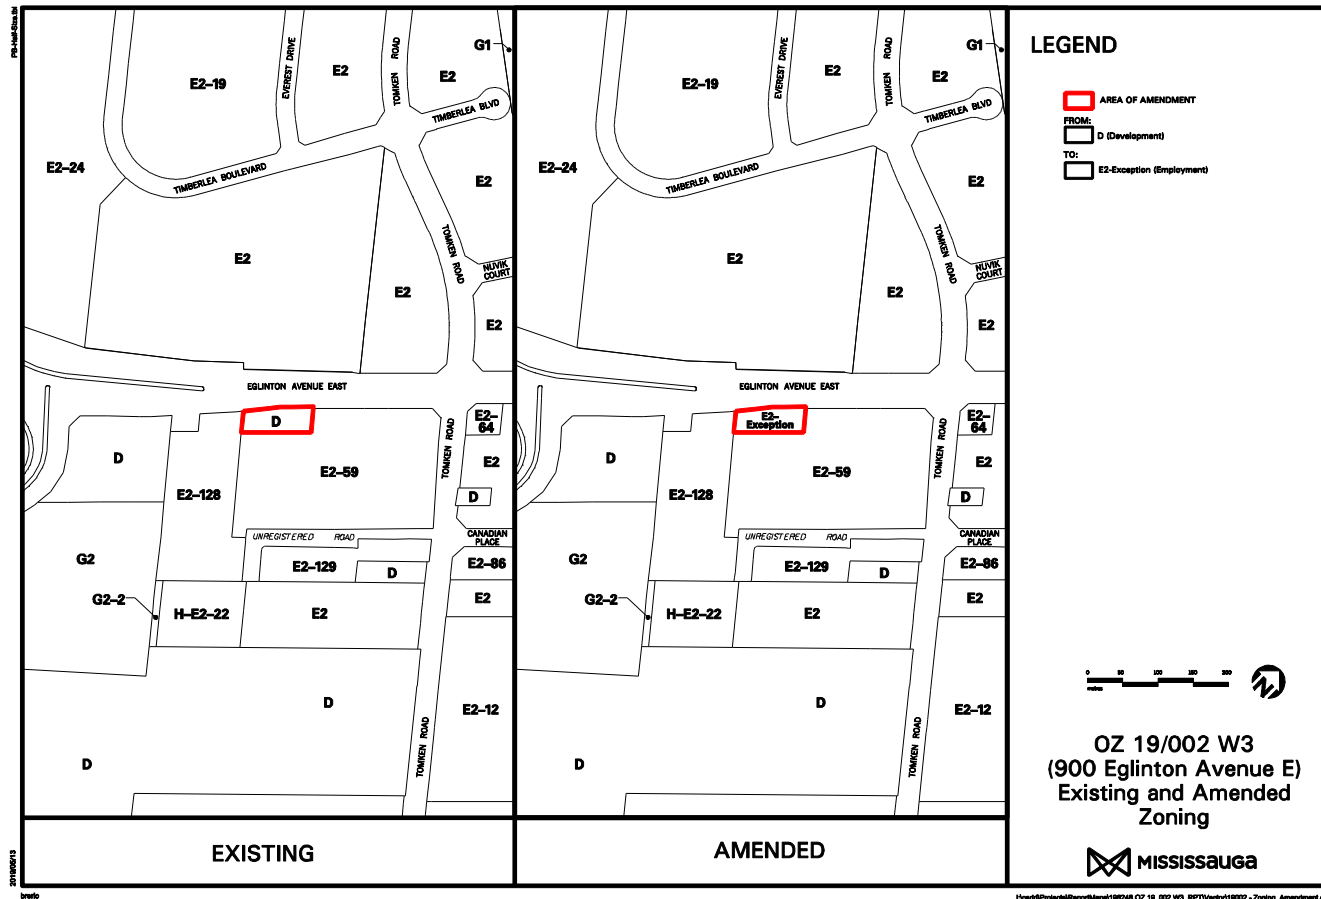 PB-Half-Size.tbl
G1
E2–19
EVEREST DRIVE
E2
TOMKEN ROAD
E2
TIMBERLEA BLVD
E2–24
TIMBERLEA BOULEVARD
E2
TOMKEN ROAD
NUVIK
COURT
E2
E2
E2
EGLINTON AVENUE EAST
D
E2–
64
D
E2–59
TOMKEN ROAD
E2
E2–128
D
UNREGISTERED ROAD
CANADIAN
PLACE
G2
E2–129
D
E2–86
G2–2
H–E2–22
E2
E2
D
E2–12
TOMKEN ROAD
D
EXISTING
G1
E2–19
EVEREST DRIVE
E2
TOMKEN ROAD
E2
TIMBERLEA BLVD
E2–24
TIMBERLEA BOULEVARD
E2
TOMKEN ROAD
NUVIK
COURT
E2
E2
E2
EGLINTON AVENUE EAST
E2–
Exception
E2–
64
D
E2–59
TOMKEN ROAD
E2
E2–128
D
UNREGISTERED ROAD
CANADIAN
PLACE
G2
E2–129
D
E2–86
G2–2
H–E2–22
E2
E2
D
E2–12
TOMKEN ROAD
D
AMENDED
LEGEND
AREA OF AMENDMENT
FROM:
D (Development)
TO:
E2-Exception (Employment)
0 50 100 150 200
metres
OZ 19/002 W3
(900 Eglinton Avenue E)
Existing and Amended
Zoning
MISSISSAUGA
2019/05/13